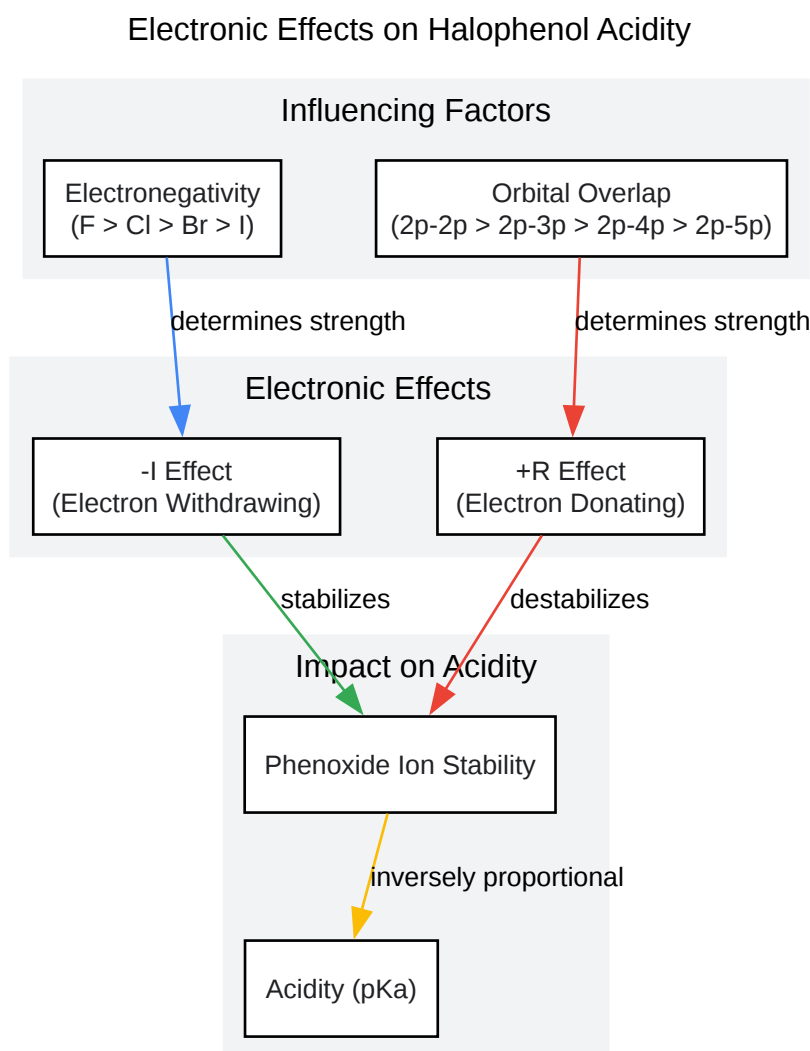 Electronic Effects on Halophenol Acidity
Influencing Factors
Electronegativity
(F > Cl > Br > I)
Orbital Overlap
(2p-2p > 2p-3p > 2p-4p > 2p-5p)
determines strength
determines strength
Electronic Effects
-I Effect
(Electron Withdrawing)
+R Effect
(Electron Donating)
stabilizes
destabilizes
Impact on Acidity
Phenoxide Ion Stability
inversely proportional
Acidity (pKa)